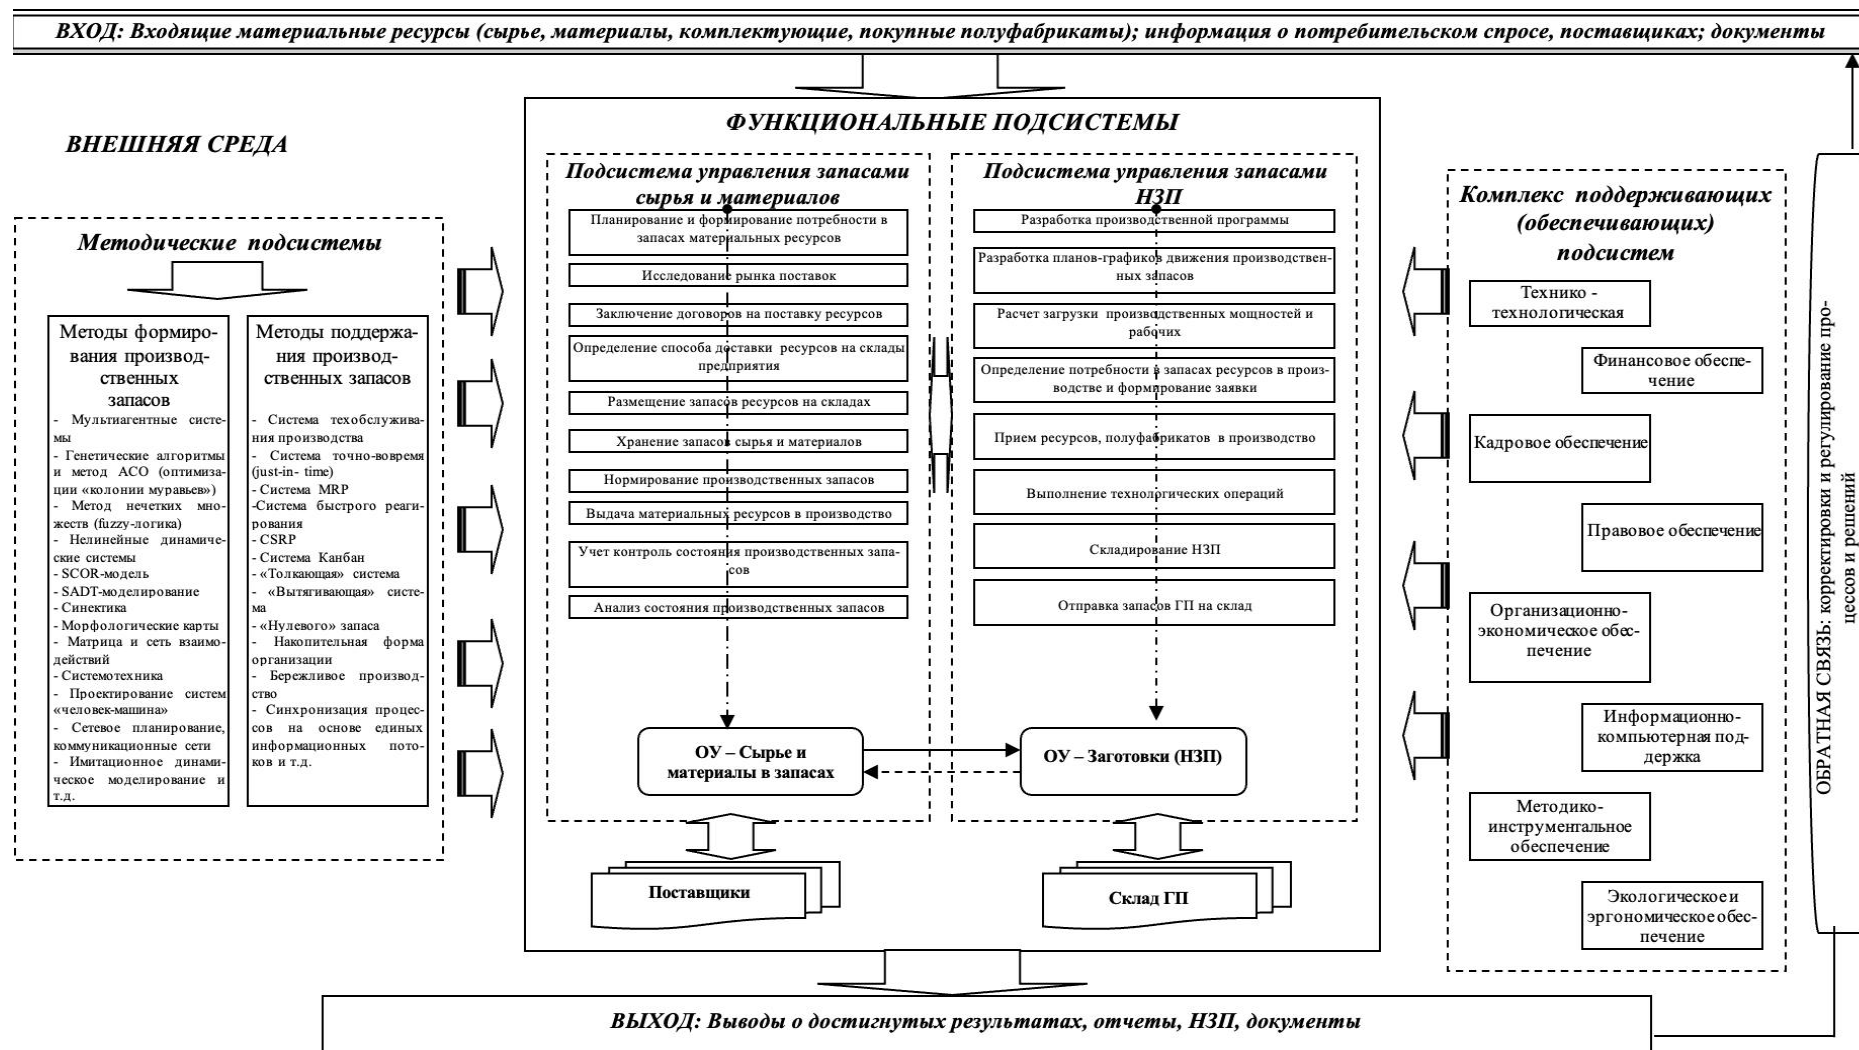 ВХОД: Входящие материальные ресурсы (сырье, материалы, комплектующие, покупные полуфабрикаты); информация о потребительском спросе, поставщиках; документы
ВНЕШНЯЯ СРЕДА
Методические подсистемы
Методы формиро-
вания производ-
ственных
запасов
- Мультиагентные систе-
мы
- Генетические алгоритмы
и метод АСО (оптимиза-
ции «колонии муравьев»)
- Метод нечетких мно-
жеств (fuzzy-логика)
- Нелинейные динамиче-
ские системы
- SCOR-модель
- SADT-моделирование
- Синектика
- Морфологические карты
- Матрица и сеть взаимо-
действий
- Системотехника
- Проектирование систем
«человек-машина»
- Сетевое планирование,
коммуникационные сети
- Имитационное динами-
ческое моделирование и
т.д.
Методы поддержа-
ния производ-
ственных запасов
- Система техобслужива-
ния производства
- Система точно-вовремя
(just-in- time)
- Система MRP
-Система быстрого реаги-
рования
- CSRP
- Система Канбан
- «Толкающая» система
- «Вытягивающая» систе-
ма
- «Нулевого» запаса
- Накопительная форма
организации
- Бережливое производ-
ство
- Синхронизация процес-
сов на основе единых
информационных пото-
ков и т.д.
ФУНКЦИОНАЛЬНЫЕ ПОДСИСТЕМЫ
Подсистема управления запасами
сырья и материалов
Планирование и формирование потребности в
запасах материальных ресурсов
Исследование рынка поставок
Заключение договоров на поставку ресурсов
Определение способа доставки ресурсов на склады
предприятия
Размещение запасов ресурсов на складах
Хранение запасов сырья и материалов
Нормирование производственных запасов
Выдача материальных ресурсов в производство
Учет контроль состояния производственных запа-
сов
Анализ состояния производственных запасов
ОУ – Сырье и
материалы в запасах
Поставщики
Подсистема управления запасами
НЗП
Разработка производственной программы
Разработка планов-графиков движения производствен-
ных запасов
Расчет загрузки производственных мощностей и
рабочих
Определение потребности в запасах ресурсов в произ-
водстве и формирование заявки
Прием ресурсов, полуфабрикатов в производство
Выполнение технологических операций
Складирование НЗП
Отправка запасов ГП на склад
ОУ – Заготовки (НЗП)
Склад ГП
Комплекс поддерживающих
(обеспечивающих)
подсистем
Технико -
технологическая
Финансовое обеспе-
чение
Кадровое обеспечение
Правовое обеспечение
Организационно-
экономическое обес-
печение
Информационно-
компьютерная под-
держка
Методико-
инструментальное
обеспечение
Экологическое и
эргономическое обес-
печение
ОБРАТНАЯ СВЯЗЬ: корректировки и регулирование про-
цессов и решений
ВЫХОД: Выводы о достигнутых результатах, отчеты, НЗП, документы